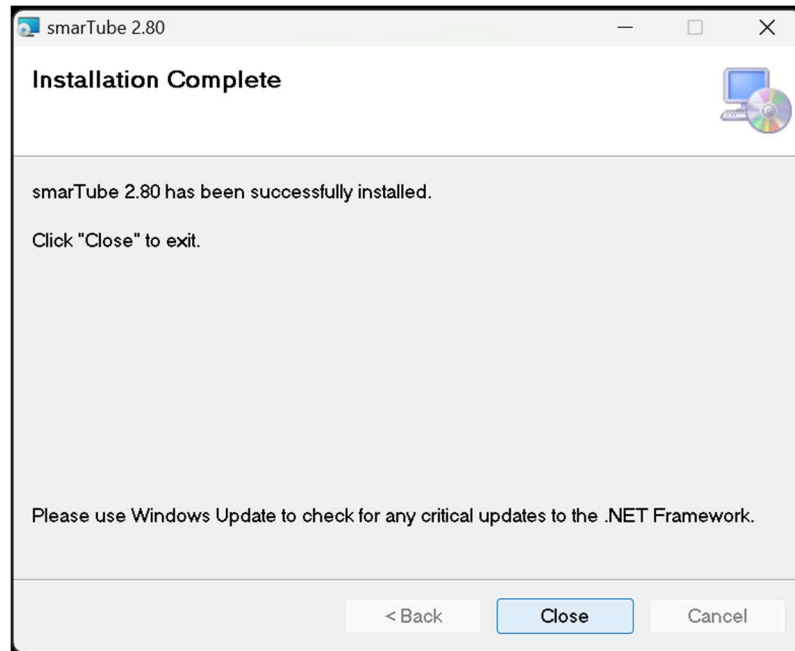 smarTube 2.80
Installation Complete
smarTube 2.80 has been successfully installed.
Click "Close" to exit.
Please use Windows Update to check for any critical updates to the .NET Framework.
< Back Close Cancel